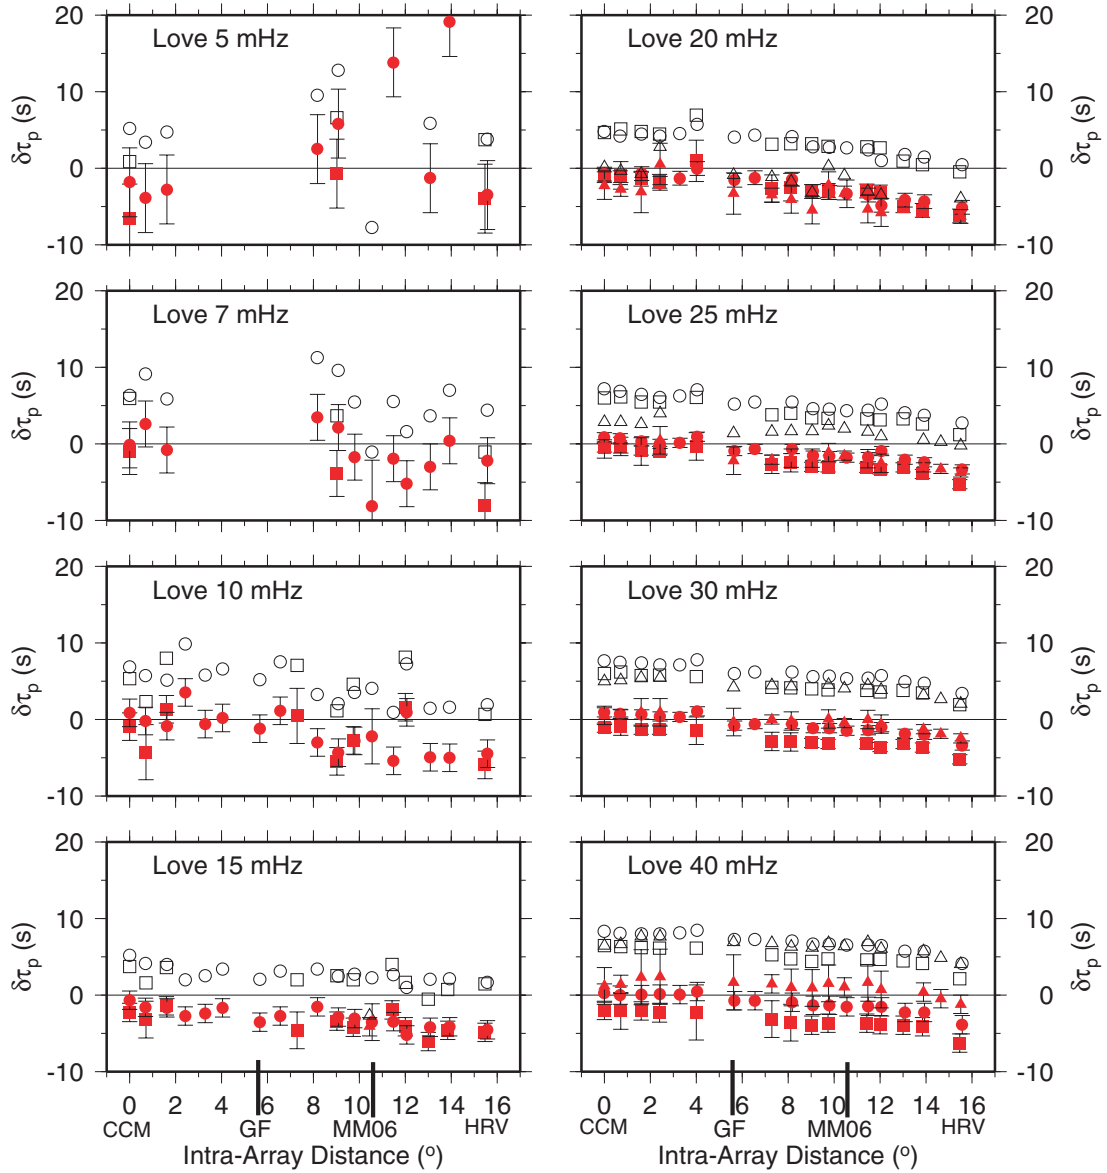 Love 5 mHz
20
10
0
-10
δτp (s)
Love 20 mHz
20
10
0
-10
δτp (s)
Love 7 mHz
20
10
0
-10
δτp (s)
Love 25 mHz
20
10
0
-10
δτp (s)
Love 10 mHz
20
10
0
-10
δτp (s)
Love 30 mHz
20
10
0
-10
δτp (s)
Love 15 mHz
20
10
0
-10
δτp (s)
Love 40 mHz
20
10
0
-10
δτp (s)
0 2 4 6 8 10 12 14 16
CCM GF MM06 HRV
Intra-Array Distance (o)
0 2 4 6 8 10 12 14 16
CCM GF MM06 HRV
Intra-Array Distance (o)